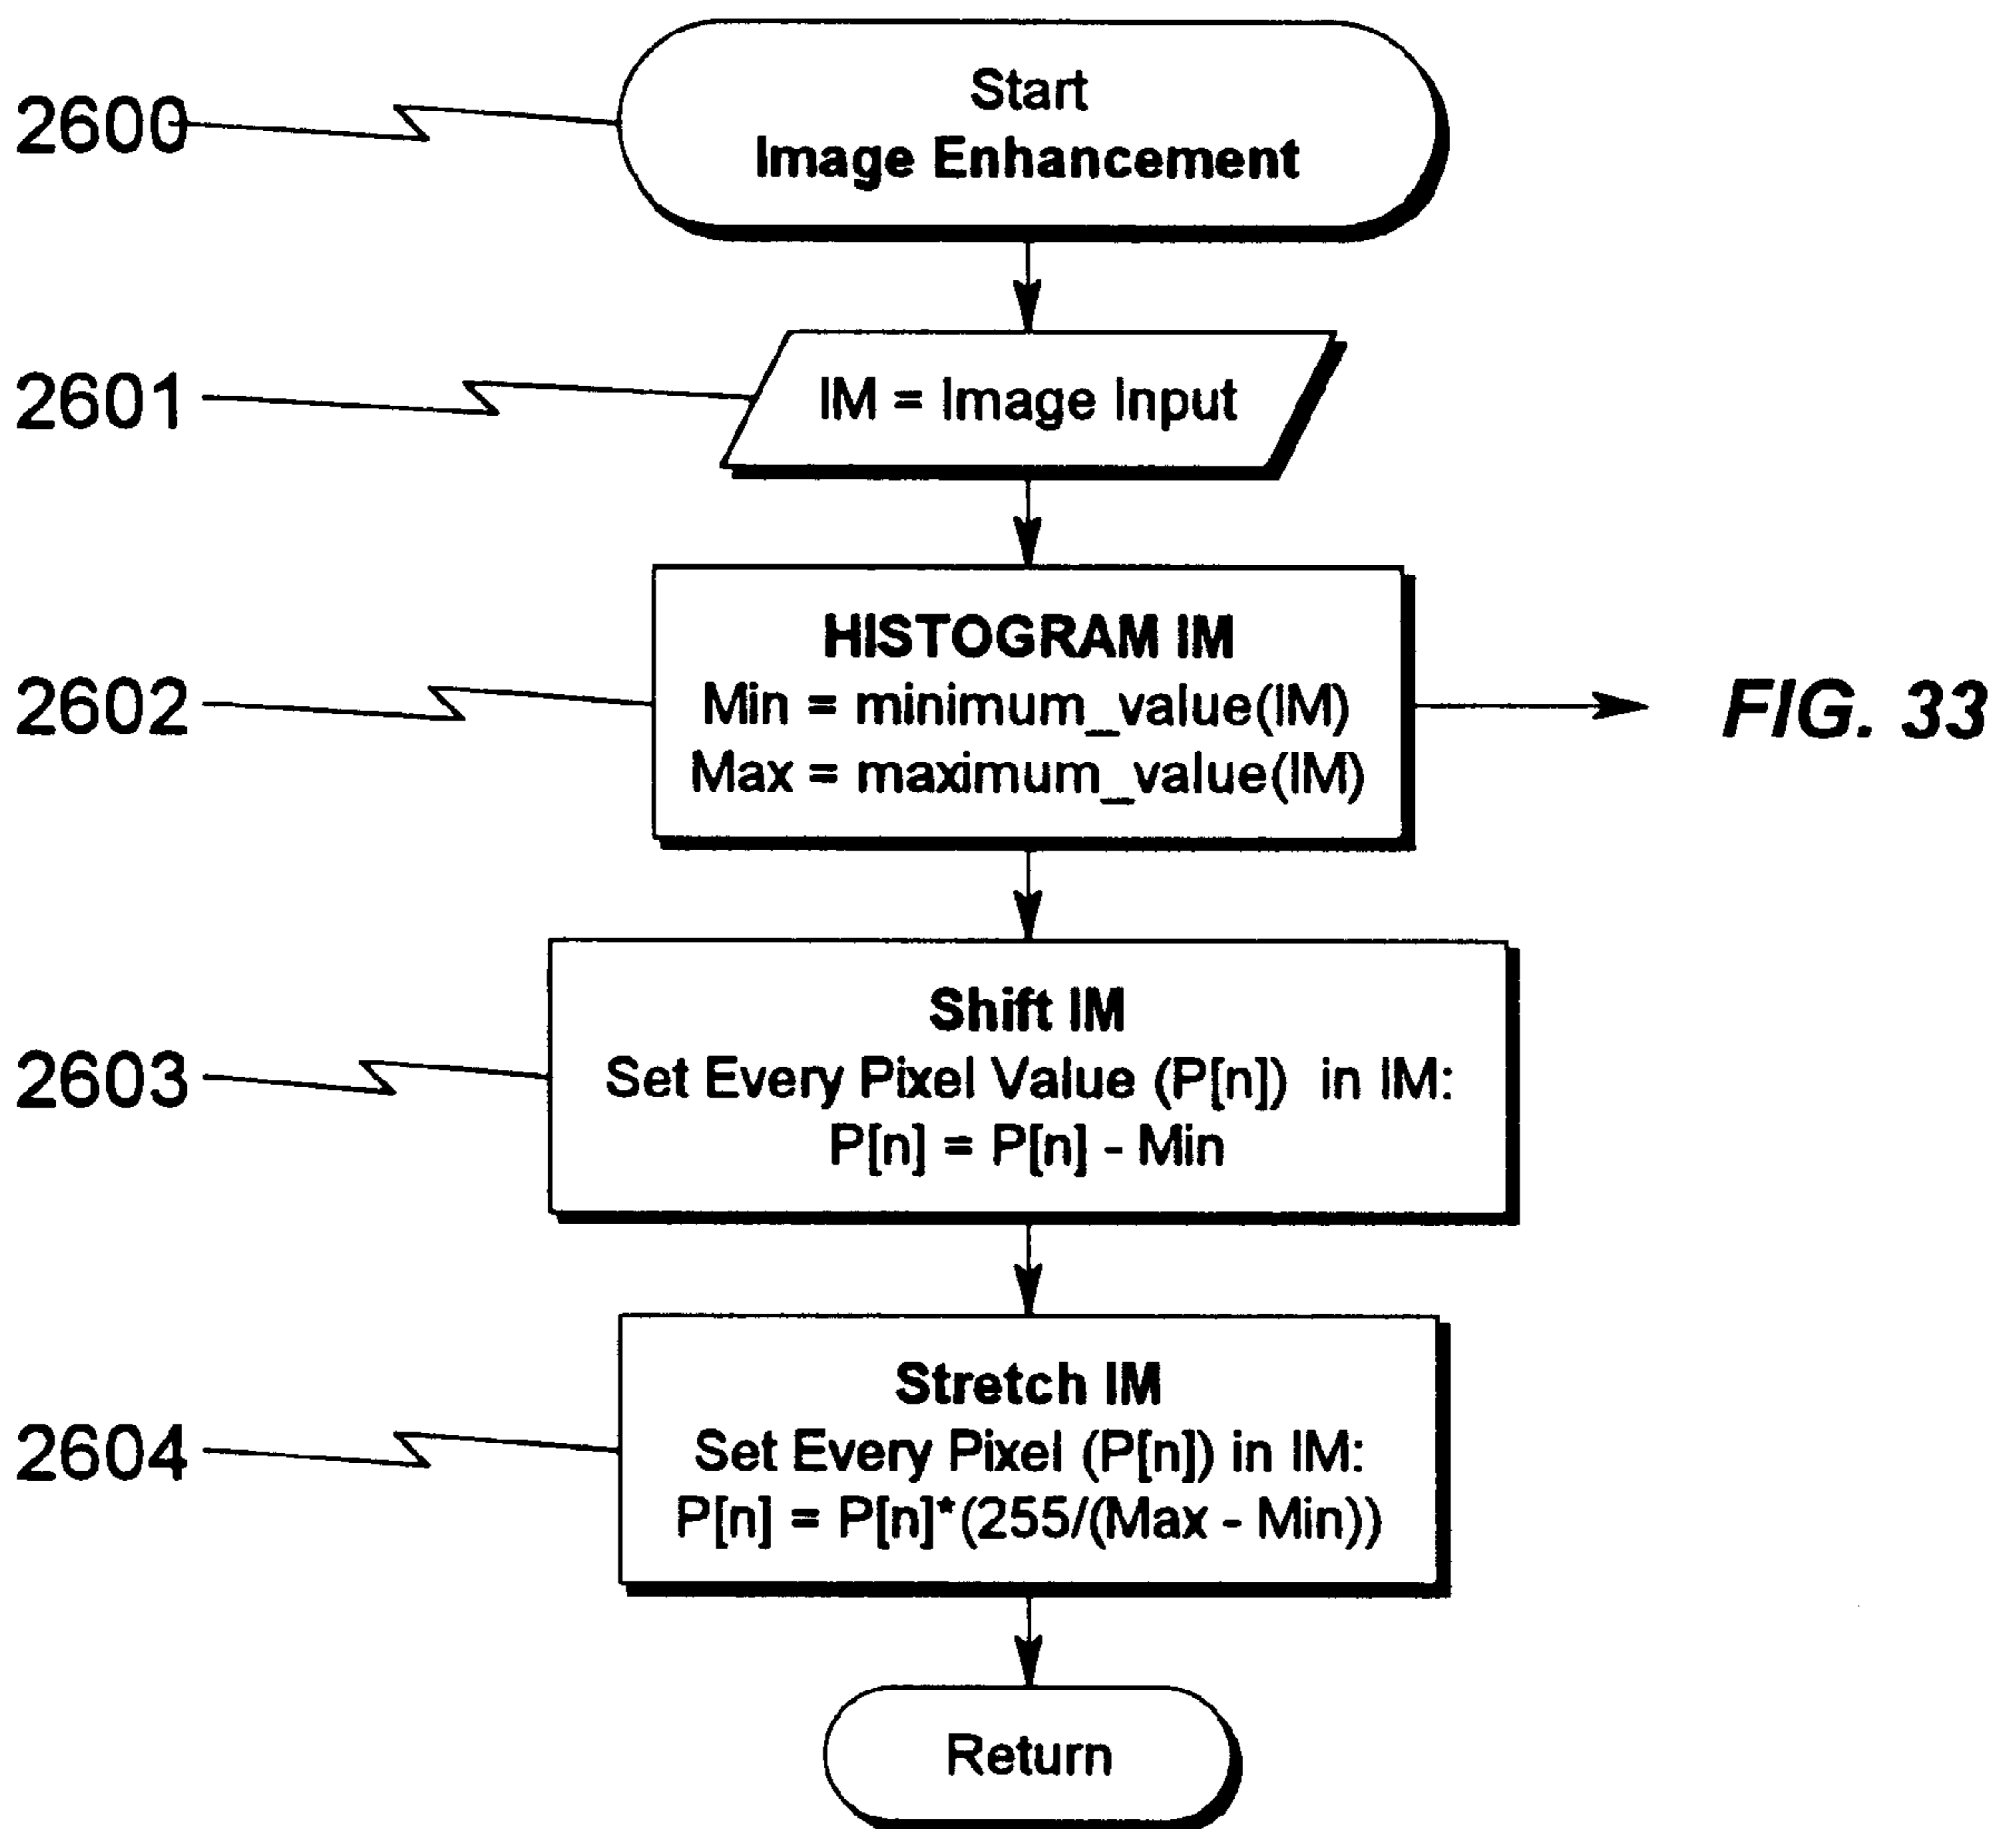 2600
Start
Image Enhancement
2601
IM = Image Input
2602
HISTOGRAM IM
Min = minimum_value(IM)
Max = maximum_value(IM)
FIG. 33
2603
Shift IM
Set Every Pixel Value (P[n])  in IM:
P[n] = P[n] - Min
2604
Stretch IM
Set Every Pixel (P[n]) in IM:
P[n] = P[n]*(255/(Max - Min))
Return